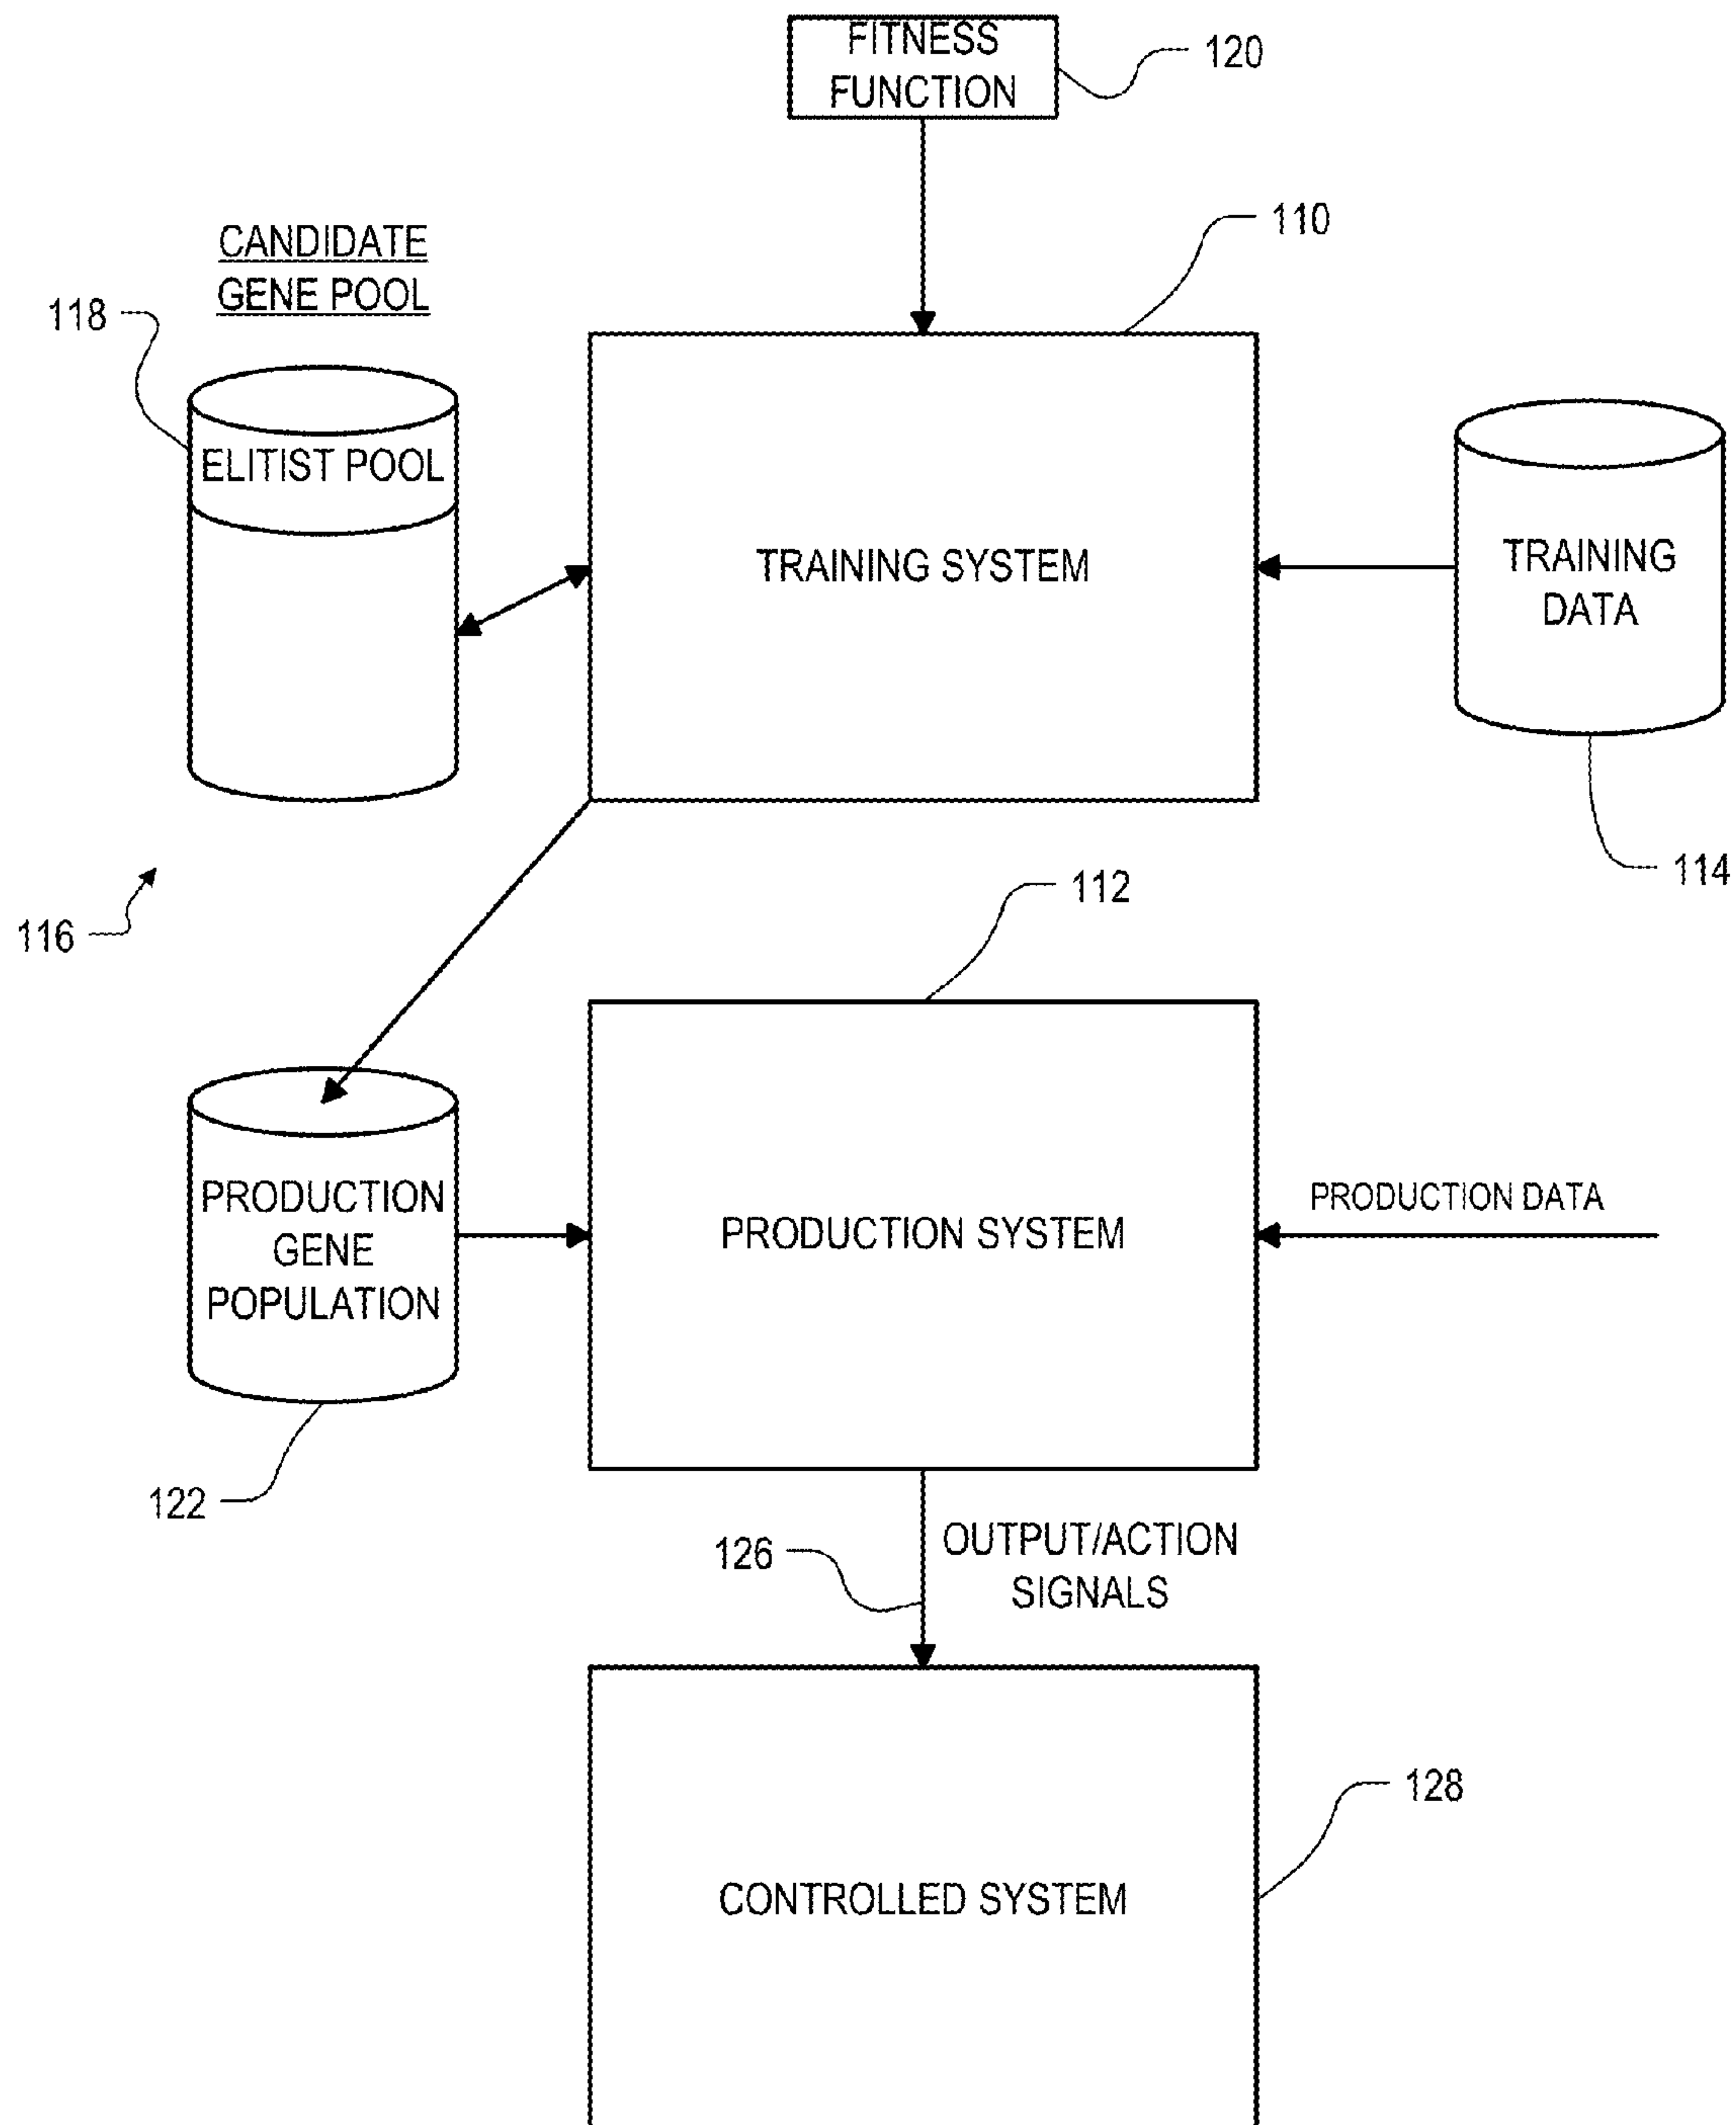 FITNESS
FUNCTION
120
110
CANDIDATE
GENE POOL
118
ELITIST POOL
TRAINING SYSTEM
TRAINING
DATA
114
116
112
PRODUCTION
GENE
POPULATION
PRODUCTION SYSTEM
PRODUCTION DATA
122
126
OUTPUT/ACTION
SIGNALS
128
CONTROLLED SYSTEM